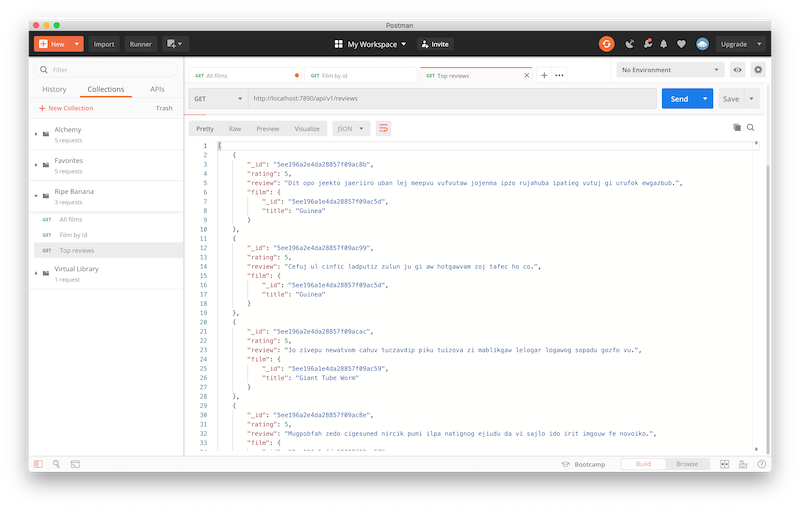 Postman
New
Import
Runner
My Workspace
Invite
Upgrade
Filter
History
Collections
APIs
New Collection
Trash
Alchemy
5 requests
Favorites
5 requests
Ripe Banana
3 requests
GET All films
GET Film by id
GET Top reviews
Virtual Library
1 request
GET All films
GET Film by id
GET Top reviews
No Environment
GET
http://localhost:7890/api/v1/reviews
Send
Save
Pretty
Raw
Preview
Visualize
JSON
1 [
2 {
3 "_id": "5ee196a2e4da28857f09ac8b",
4 "rating": 5,
5 "review": "Dit opo jeekto jaeriiro uban lej meepvu vufvutaw jojenma ipzo rujahuba ipatieg vutuj gi urufok ewgazbub.",
6 "film": {
7 "_id": "5ee196a1e4da28857f09ac5d",
8 "title": "Guinea"
9 }
10 },
11 {
12 "_id": "5ee196a2e4da28857f09ac99",
13 "rating": 5,
14 "review": "Cefuj ul cinfic ladputiz zulun ju gi aw hotgawvam zoj tafec ho co.",
15 "film": {
16 "_id": "5ee196a1e4da28857f09ac5d",
17 "title": "Guinea"
18 }
19 },
20 {
21 "_id": "5ee196a2e4da28857f09acac",
22 "rating": 5,
23 "review": "Jo zivepu newatvom cahuv tuczavdip piku tuizova zi mablikgaw lelogar logawog sopadu gozfo vu.",
24 "film": {
25 "_id": "5ee196a1e4da28857f09ac59",
26 "title": "Giant Tube Worm"
27 }
28 },
29 {
30 "_id": "5ee196a2e4da28857f09ac8e",
31 "rating": 5,
32 "review": "Mugpobfah zedo cigesuned nircik pumi ilpa natignog ejiudu da vi sajlo ido irit imgouw fe novoiko.",
33 "film": {
Bootcamp
Build
Browse